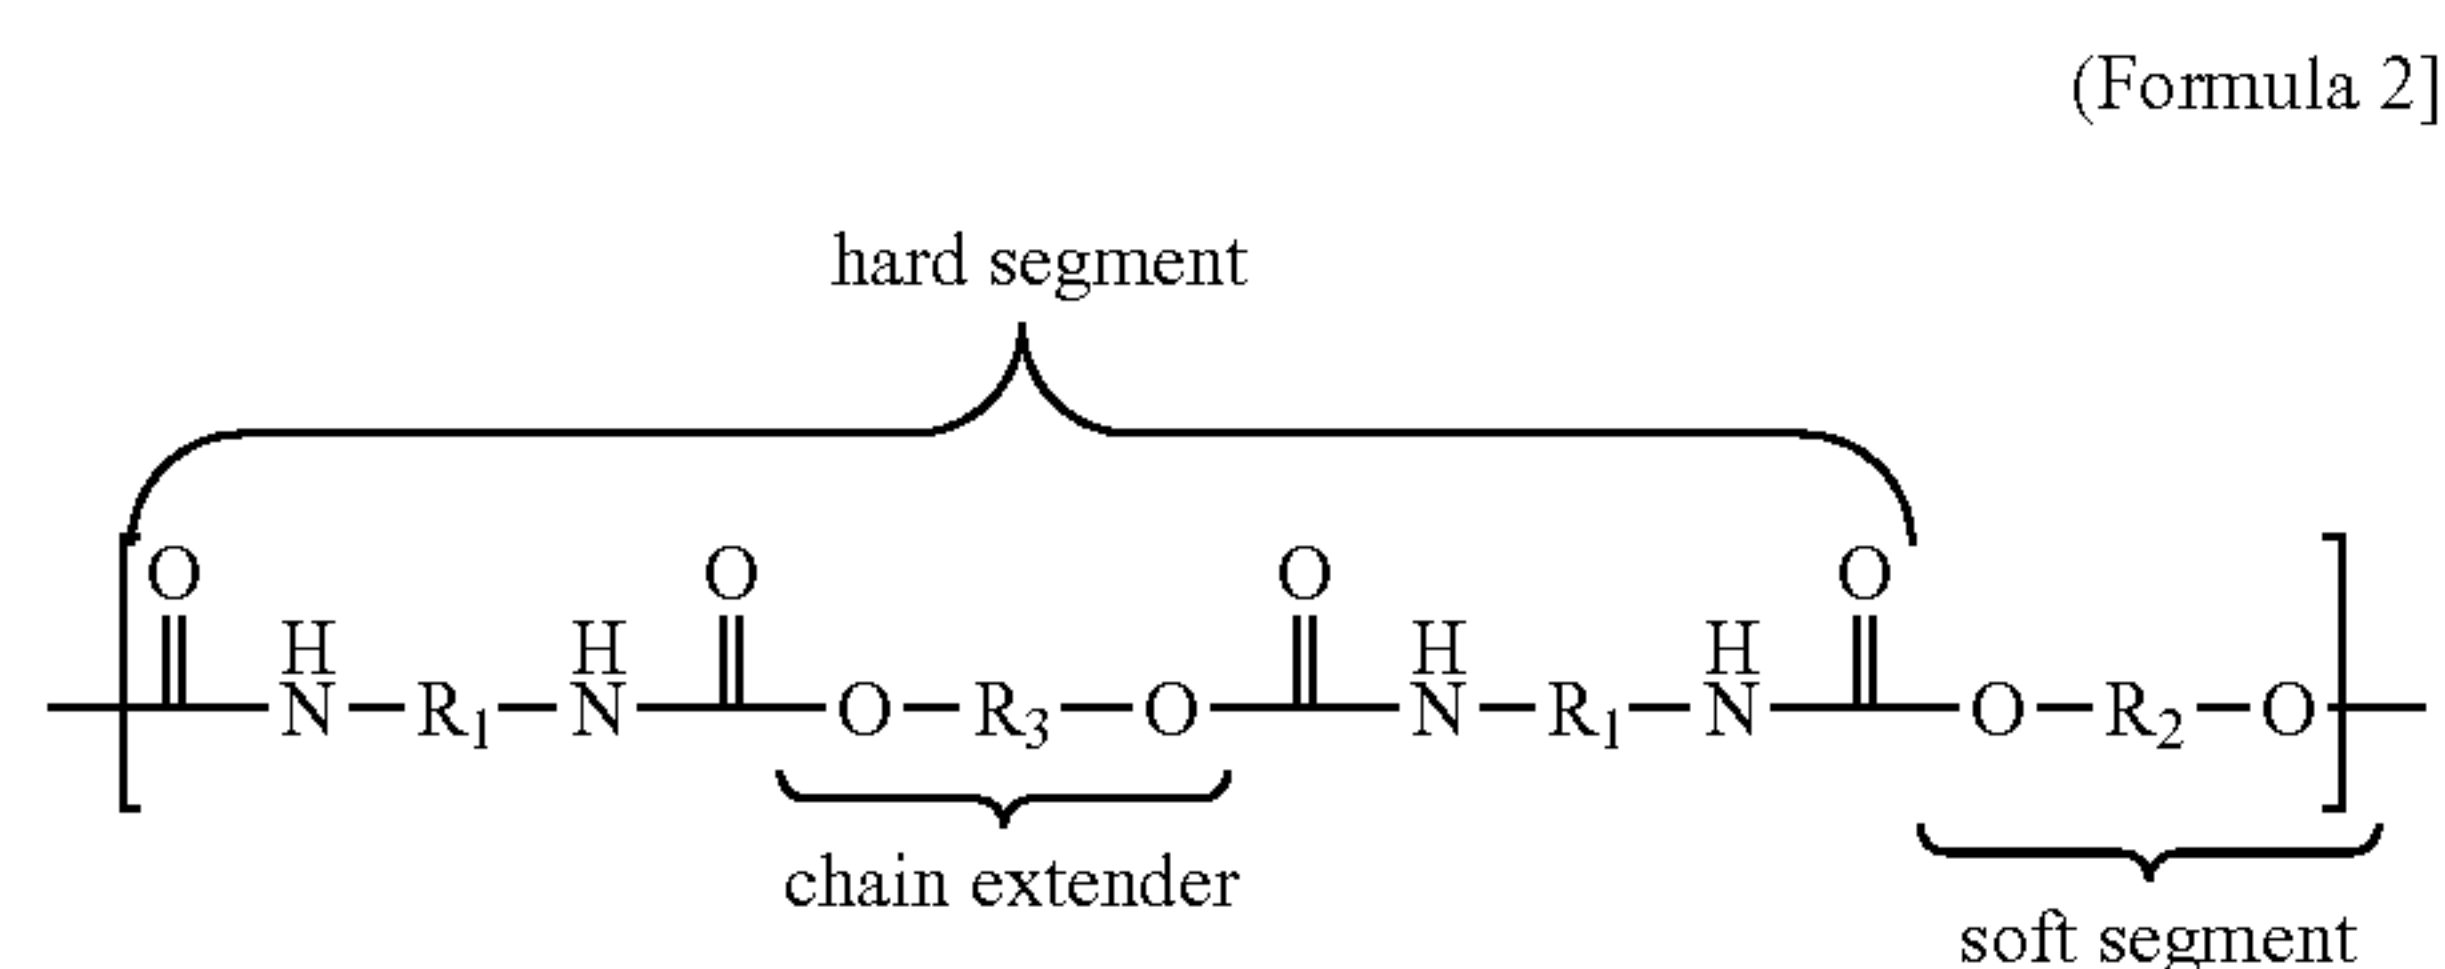 (Formula 2]
hard segment
O O O O
H H H H
N R₁ N O R₃ O N R₁ N O R₂ O
chain extender
soft segment